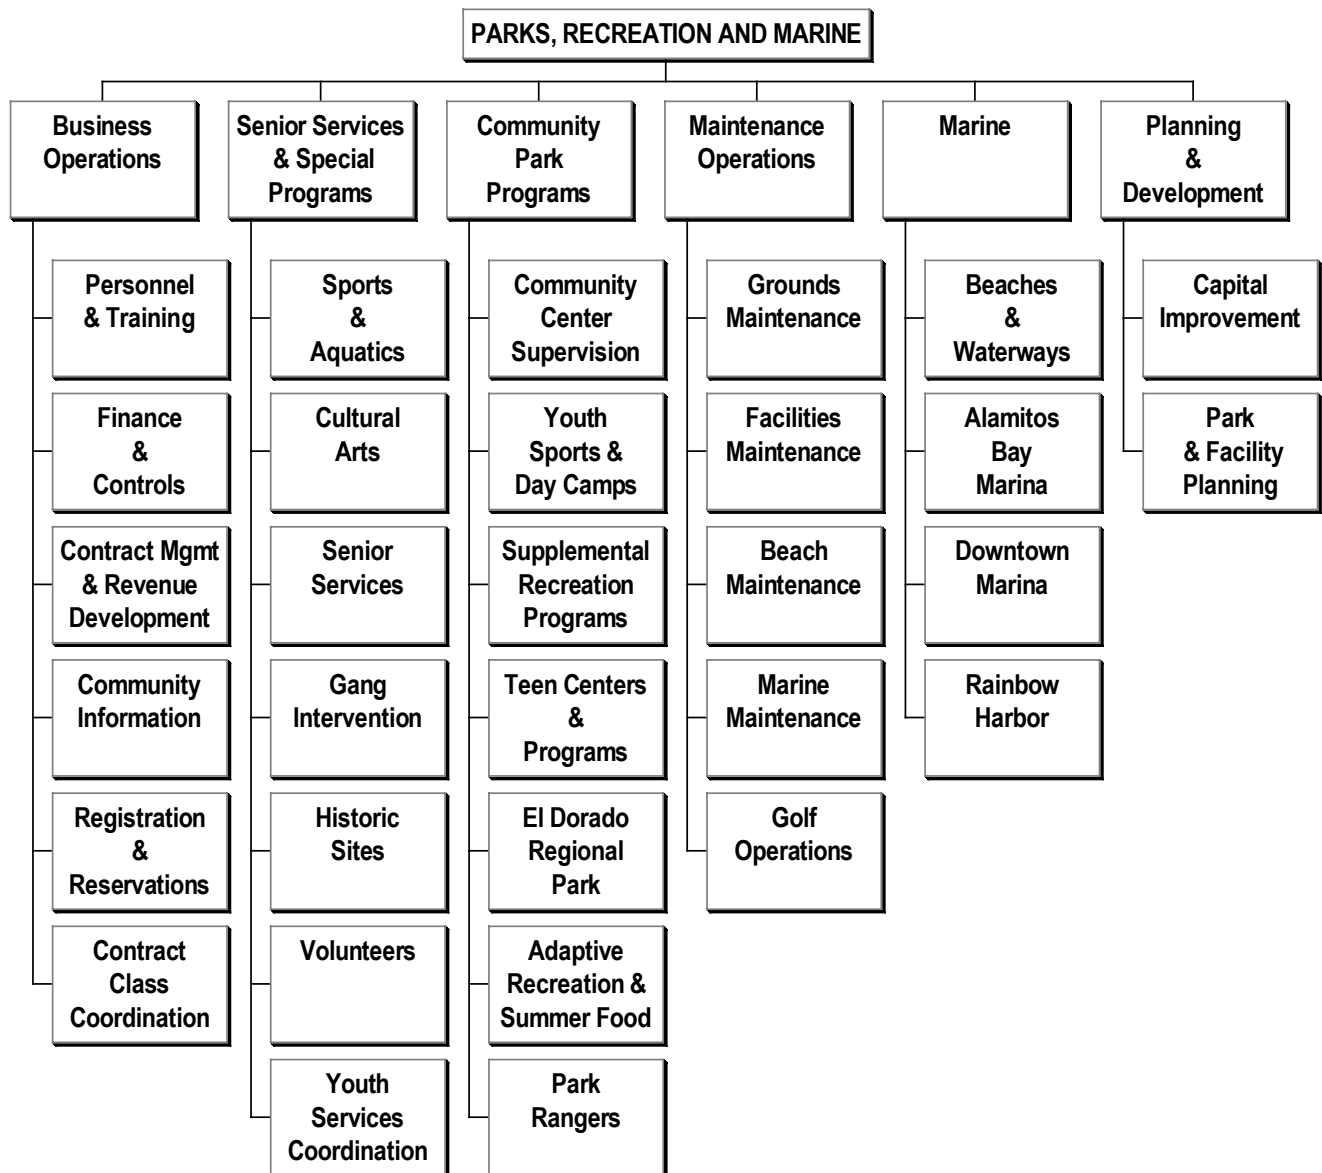 PARKS, RECREATION AND MARINE
Business
Operations
Senior Services
& Special
Programs
Community
Park
Programs
Maintenance
Operations
Marine
Planning
&
Development
Personnel
& Training
Finance
&
Controls
Contract Mgmt
& Revenue
Development
Community
Information
Registration
&
Reservations
Contract
Class
Coordination
Sports
&
Aquatics
Cultural
Arts
Senior
Services
Gang
Intervention
Historic
Sites
Volunteers
Youth
Services
Coordination
Community
Center
Supervision
Youth
Sports &
Day Camps
Supplemental
Recreation
Programs
Teen Centers
&
Programs
El Dorado
Regional
Park
Adaptive
Recreation &
Summer Food
Park
Rangers
Grounds
Maintenance
Facilities
Maintenance
Beach
Maintenance
Marine
Maintenance
Golf
Operations
Beaches
&
Waterways
Alamitos
Bay
Marina
Downtown
Marina
Rainbow
Harbor
Capital
Improvement
Park
& Facility
Planning